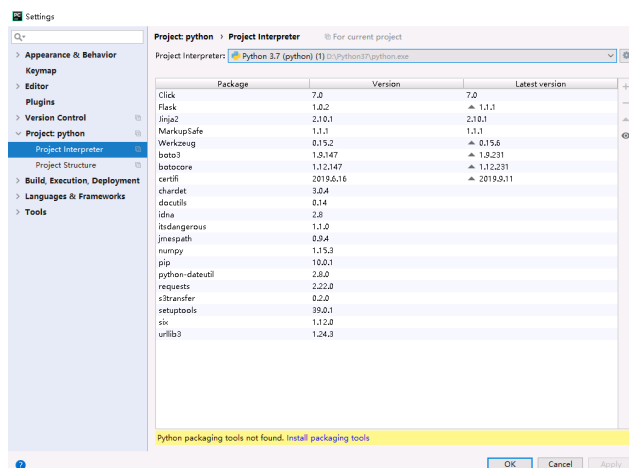 Settings
Project: python › Project Interpreter For current project
Appearance & Behavior
Keymap
Editor
Plugins
Version Control
Project: python
Project Interpreter
Project Structure
Build, Execution, Deployment
Languages & Frameworks
Tools
Project Interpreter: Python 3.7 (python) (1) D:\Python37\python.exe
Package Version Latest version
Click 7.0 7.0
Flask 1.0.2 1.1.1
Jinja2 2.10.1 2.10.1
MarkupSafe 1.1.1 1.1.1
Werkzeug 0.15.2 0.15.6
boto3 1.9.147 1.9.231
botocore 1.12.147 1.12.231
certifi 2019.6.16 2019.9.11
chardet 3.0.4
docutils 0.14
idna 2.8
itsdangerous 1.1.0
jmespath 0.9.4
numpy 1.15.3
pip 10.0.1
python-dateutil 2.8.0
requests 2.22.0
s3transfer 0.2.0
setuptools 39.0.1
six 1.12.0
urllib3 1.24.3
Python packaging tools not found. Install packaging tools
? OK Cancel Apply